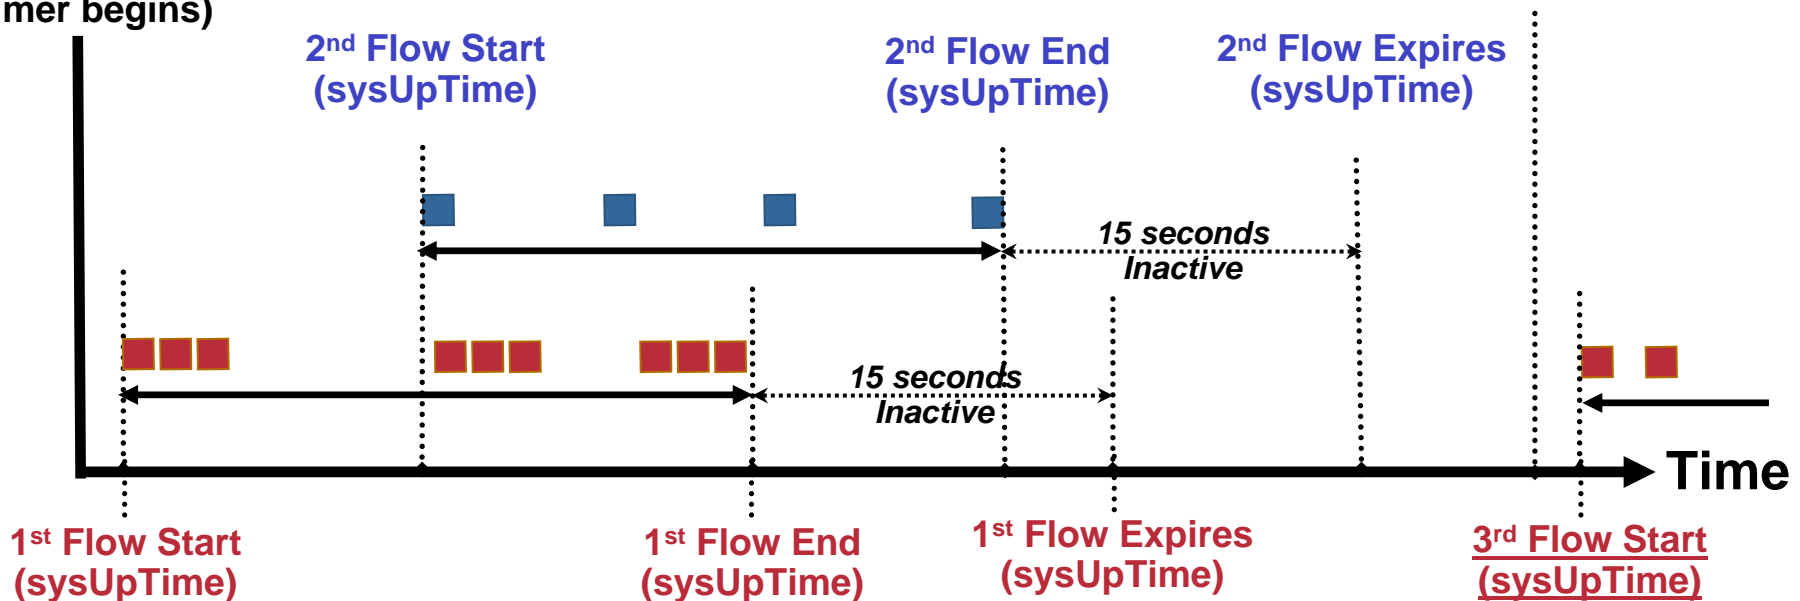 mer begins)
2nd Flow Start
(sysUpTime)
2nd Flow End
(sysUpTime)
2nd Flow Expires
(sysUpTime)
15 seconds
Inactive
15 seconds
Inactive
Time
1st Flow Start
(sysUpTime)
1st Flow End
(sysUpTime)
1st Flow Expires
(sysUpTime)
3rd Flow Start
(sysUpTime)